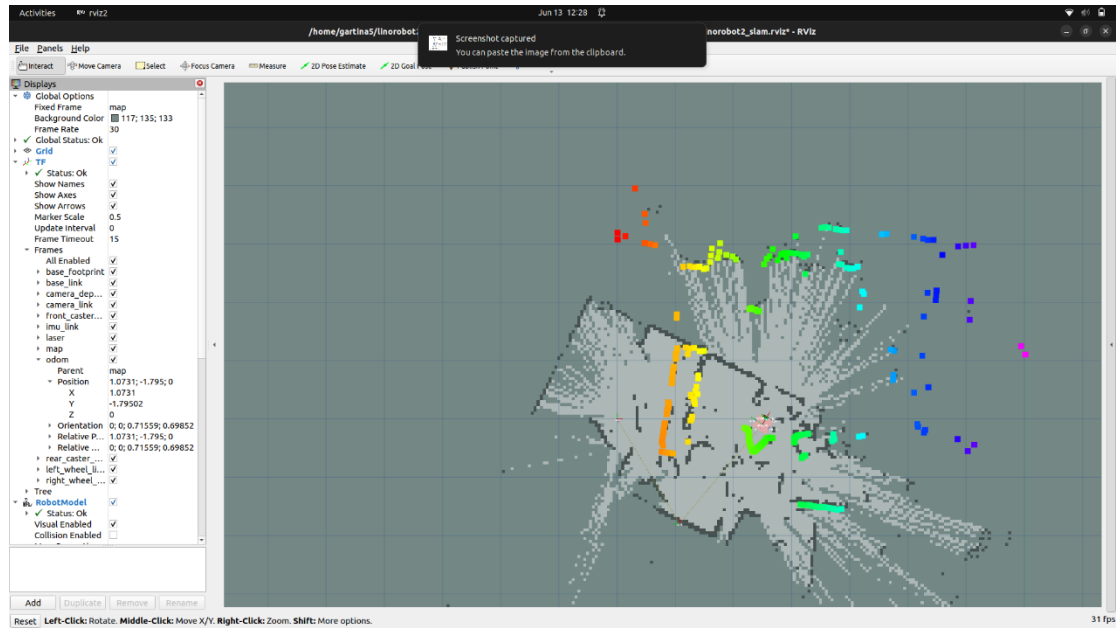 Activities rviz2 Jun 13 12:28
/home/gartina5/linorobot norobot2_slam.rviz* - RViz
Screenshot captured
You can paste the image from the clipboard.
File Panels Help
Interact Move Camera Select Focus Camera Measure 2D Pose Estimate 2D Goal
Displays
Global Options
Fixed Frame map
Background Color 117; 135; 133
Frame Rate 30
Global Status: Ok
Grid
TF
Status: Ok
Show Names
Show Axes
Show Arrows
Marker Scale 0.5
Update Interval 0
Frame Timeout 15
Frames
All Enabled
base_footprint
base_link
camera_dep...
camera_link
front_caster...
imu_link
laser
map
odom
Parent map
Position 1.0731; -1.795; 0
X 1.0731
Y -1.79502
Z 0
Orientation 0; 0; 0.71559; 0.69852
Relative P... 1.0731; -1.795; 0
Relative ... 0; 0; 0.71559; 0.69852
rear_caster_...
left_wheel_li...
right_wheel_...
Tree
RobotModel
Status: Ok
Visual Enabled
Collision Enabled
Add Duplicate Remove Rename
Reset Left-Click: Rotate. Middle-Click: Move X/Y. Right-Click: Zoom. Shift: More options. 31 fps